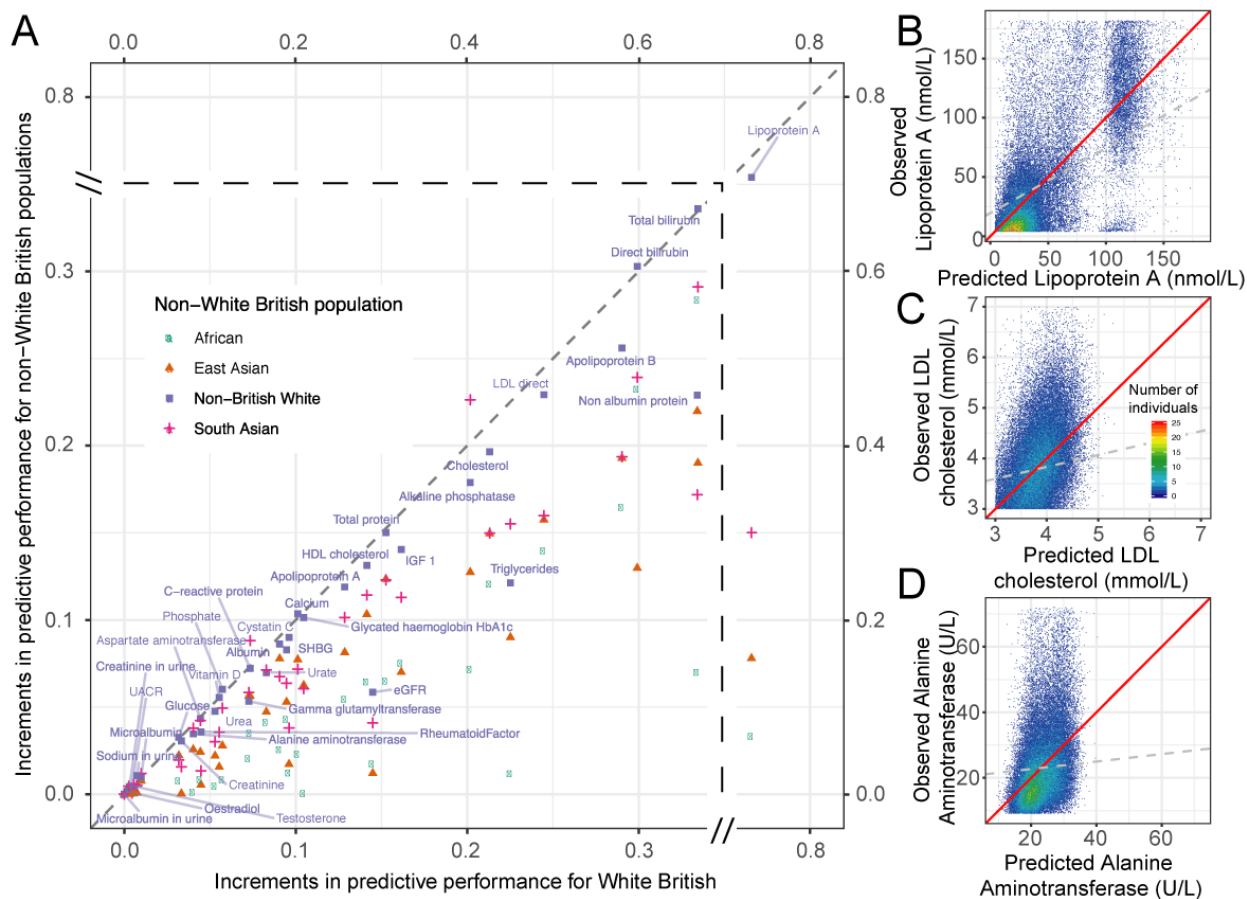 A
0.0 0.2 0.4 0.6 0.8
0.8
0.3
0.2
0.1
0.0
Increments in predictive performance for non-White British populations
0.8
0.6
0.4
0.2
0.0
Lipoprotein A
Total bilirubin
Direct bilirubin
Non-White British population
African
East Asian
Non-British White
South Asian
Apolipoprotein B
LDL direct
Non albumin protein
Cholesterol
Alkaline phosphatase
Total protein
HDL cholesterol
IGF 1
Apolipoprotein A
Triglycerides
C-reactive protein
Calcium
Phosphate
Cystatin C
Glycated haemoglobin HbA1c
Aspartate aminotransferase
Albumin
SHBG
Creatinine in urine
Vitamin D
Urate
UACR
eGFR
Glucose
Gamma glutamyltransferase
Microalbumin
Urea
RheumatoidFactor
Sodium in urine
Alanine aminotransferase
Creatinine
Oestradiol
Microalbumin in urine
Testosterone
0.0 0.1 0.2 0.3 0.8
Increments in predictive performance for White British
B
Observed
Lipoprotein A (nmol/L)
150
100
50
0
0 50 100 150
Predicted Lipoprotein A (nmol/L)
C
Observed LDL
cholesterol (mmol/L)
7
6
5
4
3
Number of
individuals
25
20
15
10
5
0
3 4 5 6 7
Predicted LDL
cholesterol (mmol/L)
D
Observed Alanine
Aminotransferase (U/L)
60
40
20
20 40 60
Predicted Alanine
Aminotransferase (U/L)